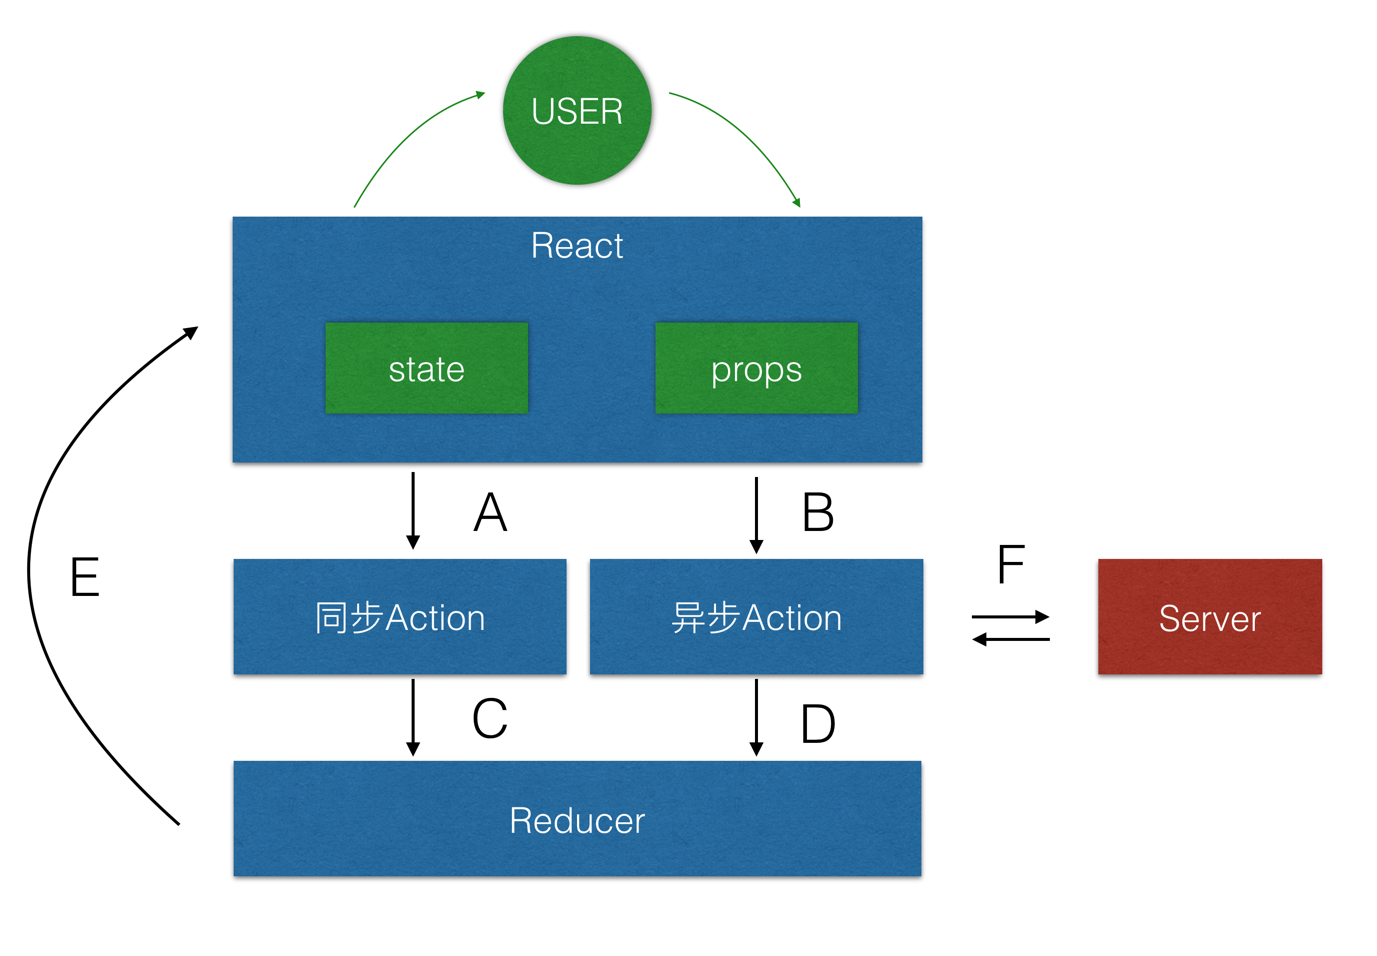 USER
React
state
props
A
B
E
同步Action
异步Action
F
Server
C
D
Reducer